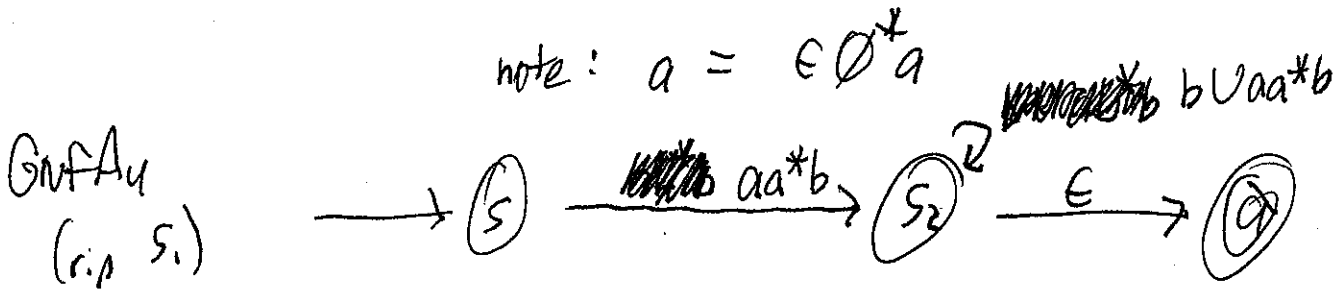 note: a = ϵ∅*a
b∪aa*b
GNFA4
(rip S1)
S
aa*b
S2
ϵ
a